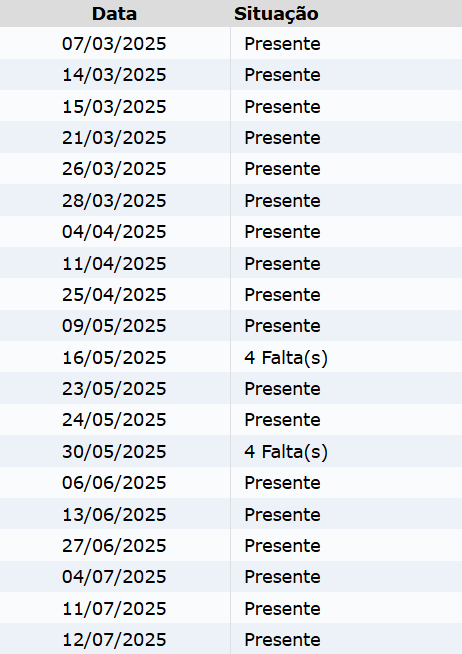 Data Situação
07/03/2025 Presente
14/03/2025 Presente
15/03/2025 Presente
21/03/2025 Presente
26/03/2025 Presente
28/03/2025 Presente
04/04/2025 Presente
11/04/2025 Presente
25/04/2025 Presente
09/05/2025 Presente
16/05/2025 4 Falta(s)
23/05/2025 Presente
24/05/2025 Presente
30/05/2025 4 Falta(s)
06/06/2025 Presente
13/06/2025 Presente
27/06/2025 Presente
04/07/2025 Presente
11/07/2025 Presente
12/07/2025 Presente